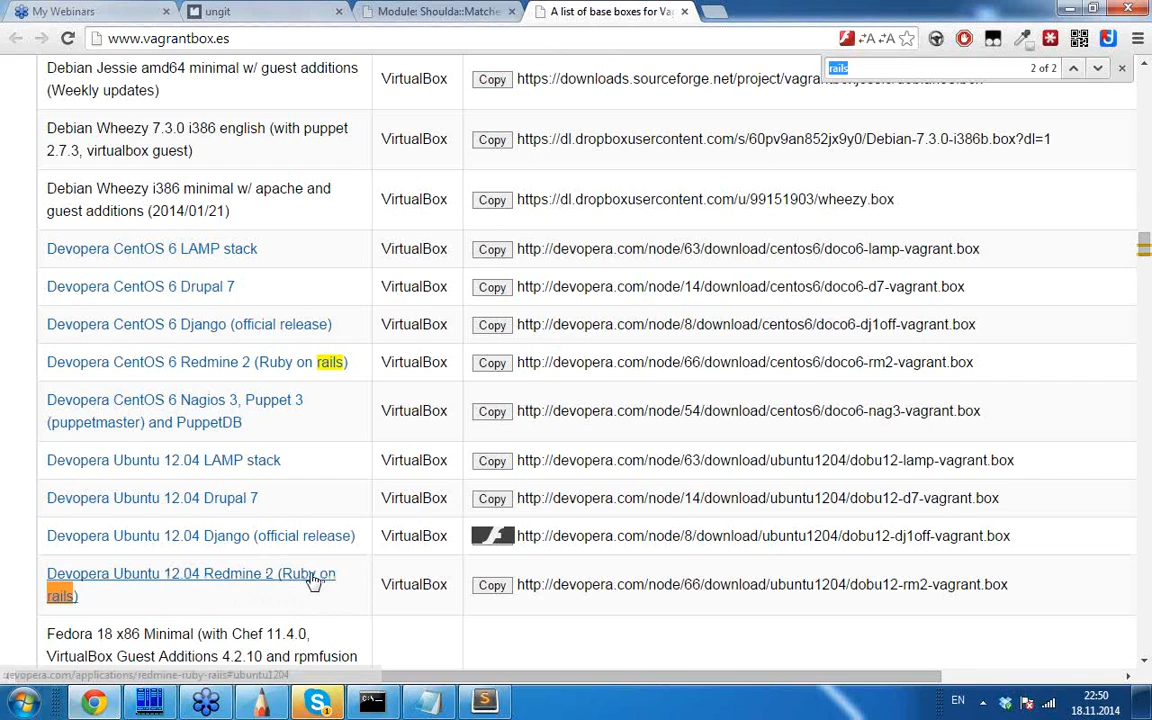 My Webinars
ungit
Module: Shoulda::Matche
A list of base boxes for Va
www.vagrantbox.es
rails
2 of 2
Debian Jessie amd64 minimal w/ guest additions
(Weekly updates)
VirtualBox
Copy
Debian Wheezy 7.3.0 i386 english (with puppet
2.7.3, virtualbox guest)
VirtualBox
Copy
https://dl.dropboxusercontent.com/s/60pv9an852jx9y0/Debian-7.3.0-i386b.box?dl=1
Debian Wheezy i386 minimal w/ apache and
guest additions (2014/01/21)
VirtualBox
Copy
https://dl.dropboxusercontent.com/u/99151903/wheezy.box
Devopera CentOS 6 LAMP stack
VirtualBox
Copy
http://devopera.com/node/63/download/centos6/doco6-lamp-vagrant.box
Devopera CentOS 6 Drupal 7
VirtualBox
Copy
http://devopera.com/node/14/download/centos6/doco6-d7-vagrant.box
Devopera CentOS 6 Django (official release)
VirtualBox
Copy
http://devopera.com/node/8/download/centos6/doco6-dj1off-vagrant.box
Devopera CentOS 6 Redmine 2 (Ruby on rails)
VirtualBox
Copy
http://devopera.com/node/66/download/centos6/doco6-rm2-vagrant.box
Devopera CentOS 6 Nagios 3, Puppet 3
(puppetmaster) and PuppetDB
VirtualBox
Copy
http://devopera.com/node/54/download/centos6/doco6-nag3-vagrant.box
Devopera Ubuntu 12.04 LAMP stack
VirtualBox
Copy
http://devopera.com/node/63/download/ubuntu1204/dobu12-lamp-vagrant.box
Devopera Ubuntu 12.04 Drupal 7
VirtualBox
Copy
http://devopera.com/node/14/download/ubuntu1204/dobu12-d7-vagrant.box
Devopera Ubuntu 12.04 Django (official release)
VirtualBox
http://devopera.com/node/8/download/ubuntu1204/dobu12-dj1off-vagrant.box
Devopera Ubuntu 12.04 Redmine 2 (Ruby on
rails)
VirtualBox
Copy
http://devopera.com/node/66/download/ubuntu1204/dobu12-rm2-vagrant.box
Fedora 18 x86 Minimal (with Chef 11.4.0,
VirtualBox Guest Additions 4.2.10 and rpmfusion
devopera.com/applications/redmine-ruby-rails#ubuntu1204
EN
22:50
18.11.2014